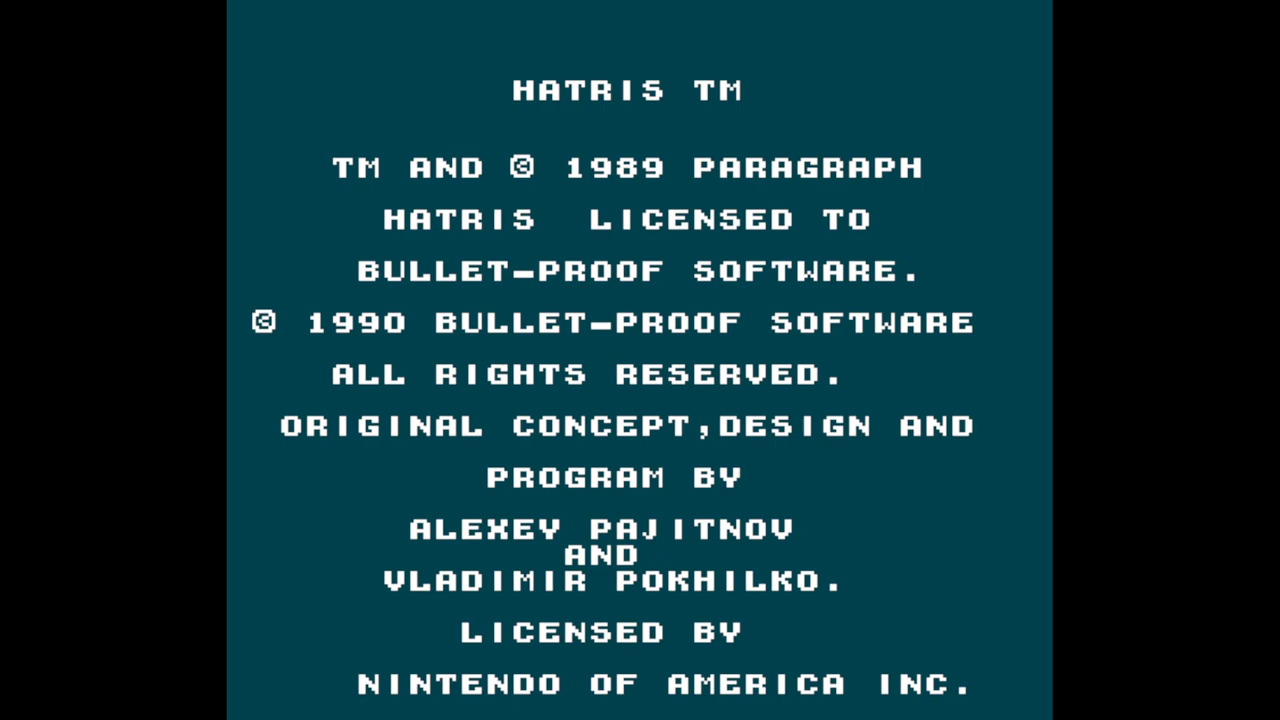 HATRIS TM
TM AND © 1989 PARAGRAPH
HATRIS LICENSED TO
BULLET-PROOF SOFTWARE.
© 1990 BULLET-PROOF SOFTWARE
ALL RIGHTS RESERVED.
ORIGINAL CONCEPT,DESIGN AND
PROGRAM BY
ALEXEY PAJITNOV
AND
VLADIMIR POKHILKO.
LICENSED BY
NINTENDO OF AMERICA INC.